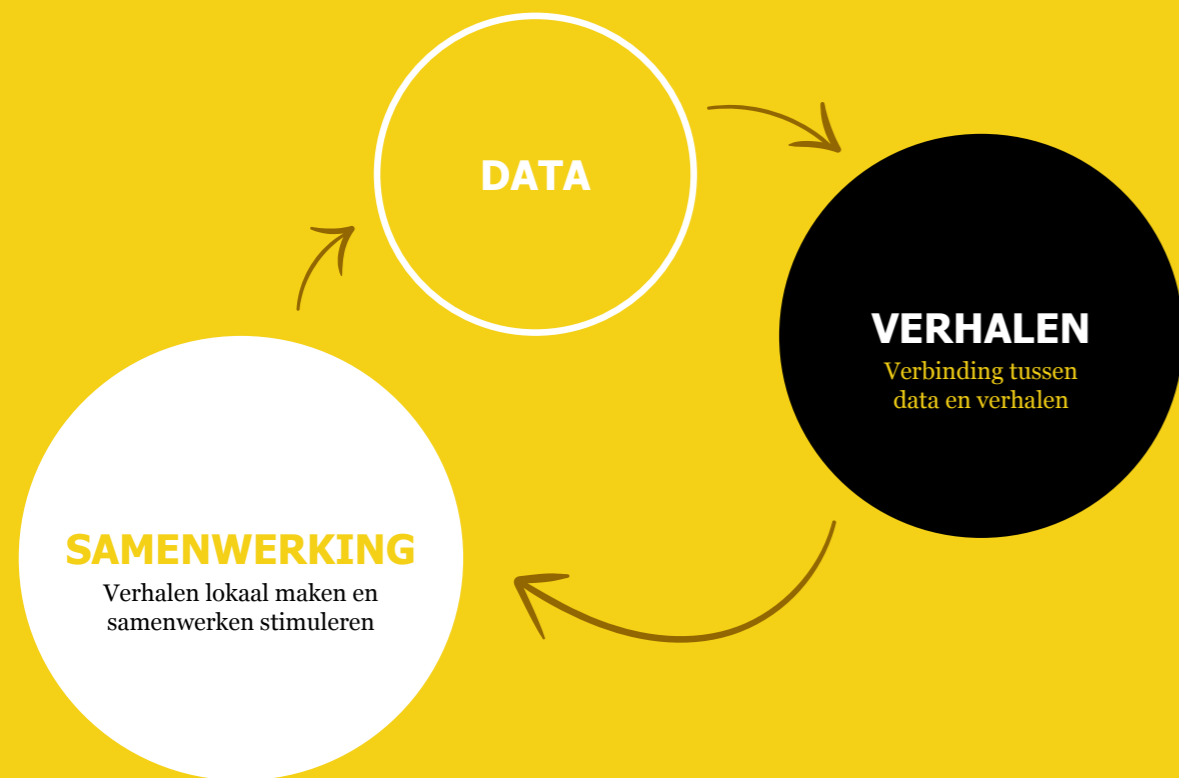 DATA
VERHALEN
Verbinding tussen
data en verhalen
SAMENWERKING
Verhalen lokaal maken en
samenwerken stimuleren